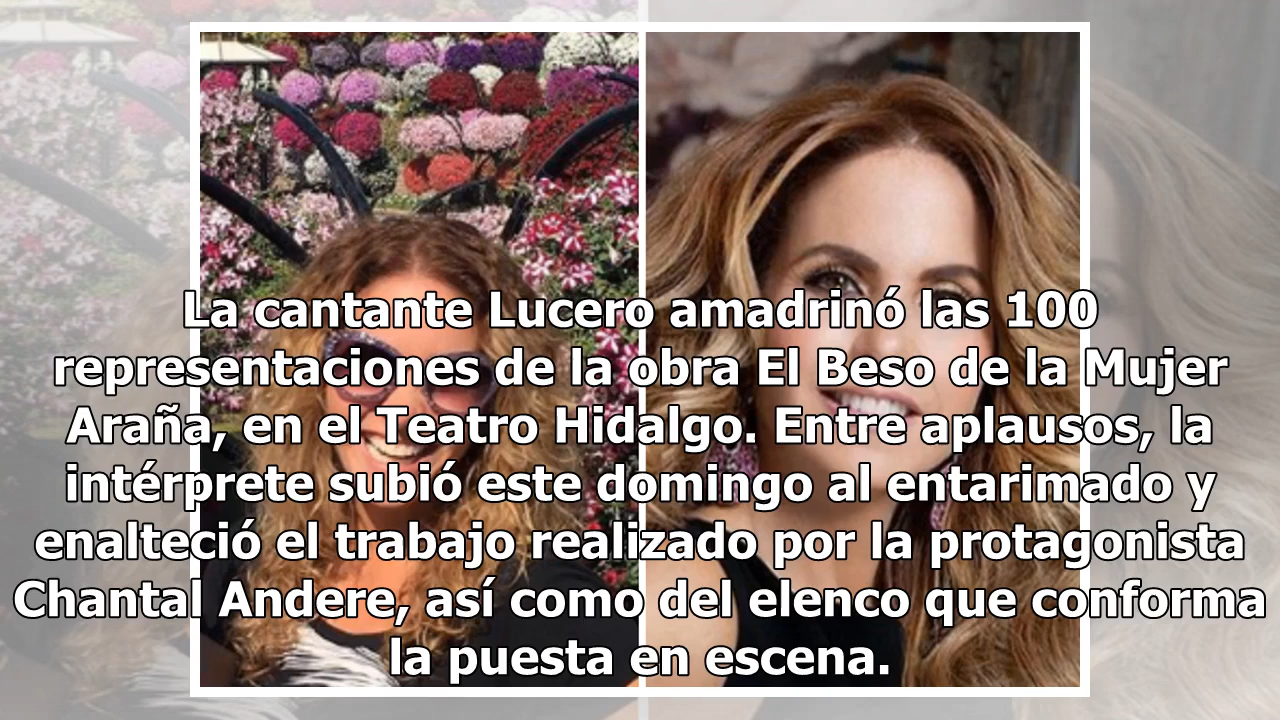 La cantante Lucero amadrinó las 100
representaciones de la obra El Beso de la Mujer
Araña, en el Teatro Hidalgo. Entre aplausos, la
intérprete subió este domingo al entarimado y
enalteció el trabajo realizado por la protagonista
Chantal Andere, así como del elenco que conforma
la puesta en escena.